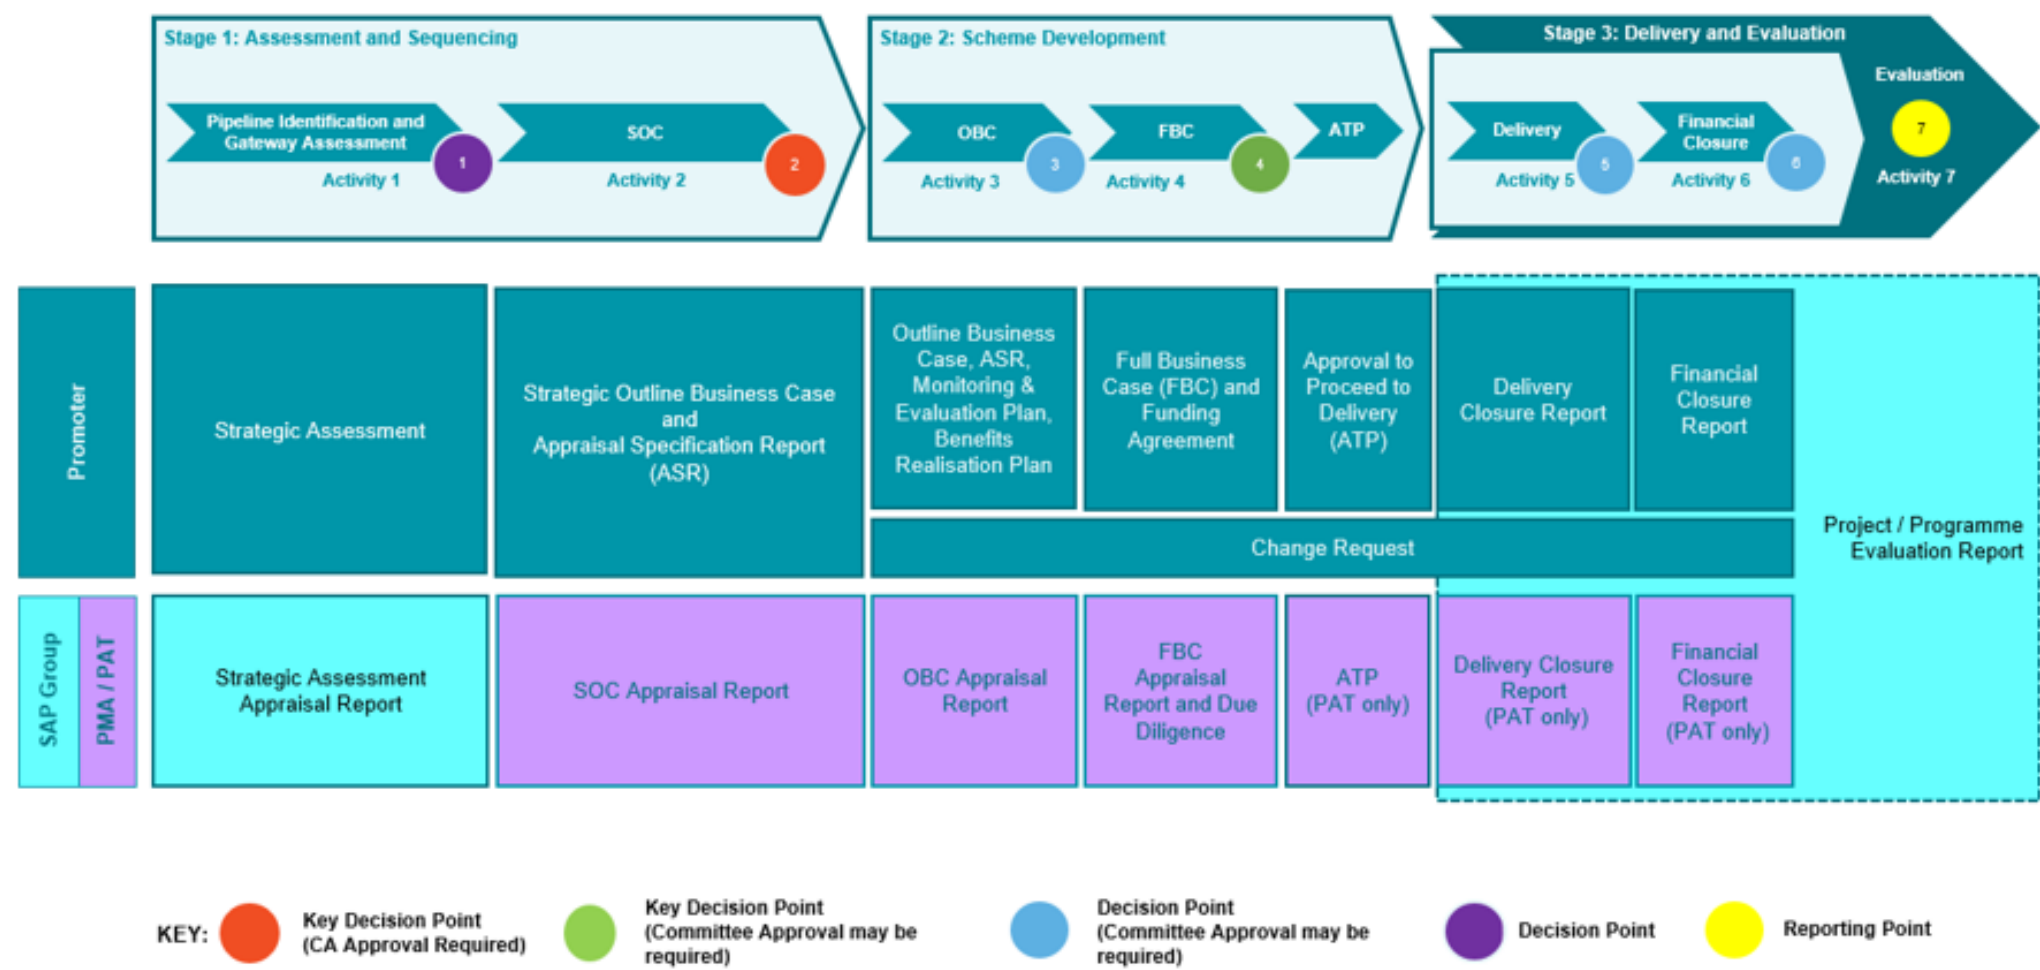 Stage 1: Assessment and Sequencing
Pipeline Identification and
Gateway Assessment
Activity 1
1
SOC
Activity 2
2
Stage 2: Scheme Development
OBC
Activity 3
3
FBC
Activity 4
4
ATP
Stage 3: Delivery and Evaluation
Delivery
Activity 5
5
Financial
Closure
Activity 6
6
Evaluation
7
Activity 7
Promoter
Strategic Assessment
Strategic Outline Business Case
and
Appraisal Specification Report
(ASR)
Outline Business
Case, ASR,
Monitoring &
Evaluation Plan,
Benefits
Realisation Plan
Full Business
Case (FBC) and
Funding
Agreement
Approval to
Proceed to
Delivery
(ATP)
Delivery
Closure Report
Financial
Closure
Report
Change Request
Project / Programme
Evaluation Report
SAP Group
PMA / PAT
Strategic Assessment
Appraisal Report
SOC Appraisal Report
OBC Appraisal
Report
FBC
Appraisal
Report and Due
Diligence
ATP
(PAT only)
Delivery Closure
Report
(PAT only)
Financial
Closure
Report
(PAT only)
KEY:
Key Decision Point
(CA Approval Required)
Key Decision Point
(Committee Approval may be
required)
Decision Point
(Committee Approval may be
required)
Decision Point
Reporting Point